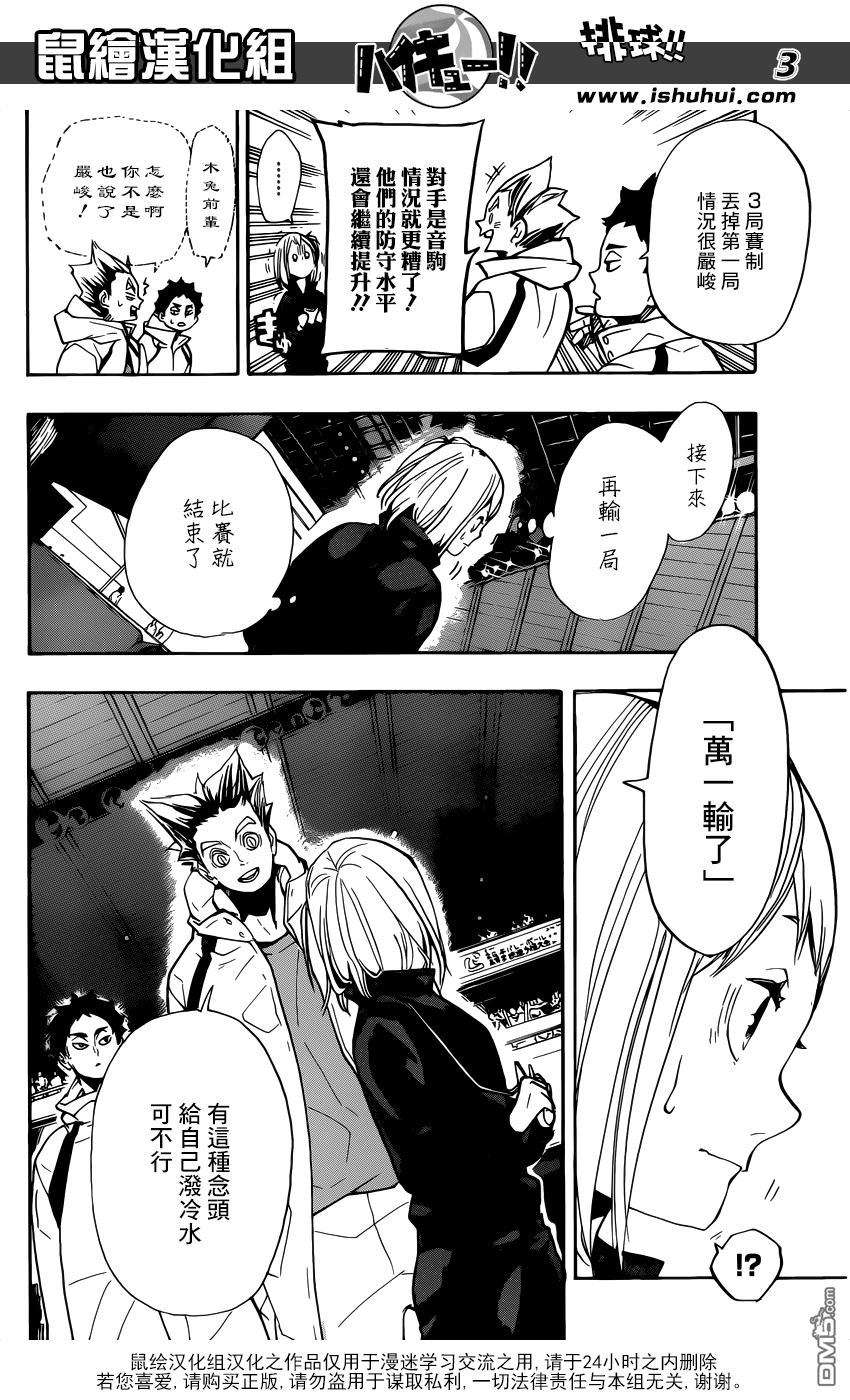 鼠繪漢化組
ハイキュー!!
排球!!
3
www.ishuhui.com
3局賽制
丟掉第一局
情況很嚴峻
對手是音駒
情況就更糟了!
他們的防守水平
還會繼續提升!!
……
木兔前輩
怎麼啊
你不是
也說了
嚴峻!
接下來
再輸一局
比賽就
結束了
「萬一輸了」
!?
有這種念頭
給自己潑冷水
可不行
DM5.com
鼠绘汉化组汉化之作品仅用于漫迷学习交流之用, 请于24小时之内删除
若您喜爱, 请购买正版, 请勿盗用于谋取私利, 一切法律责任与本组无关, 谢谢.